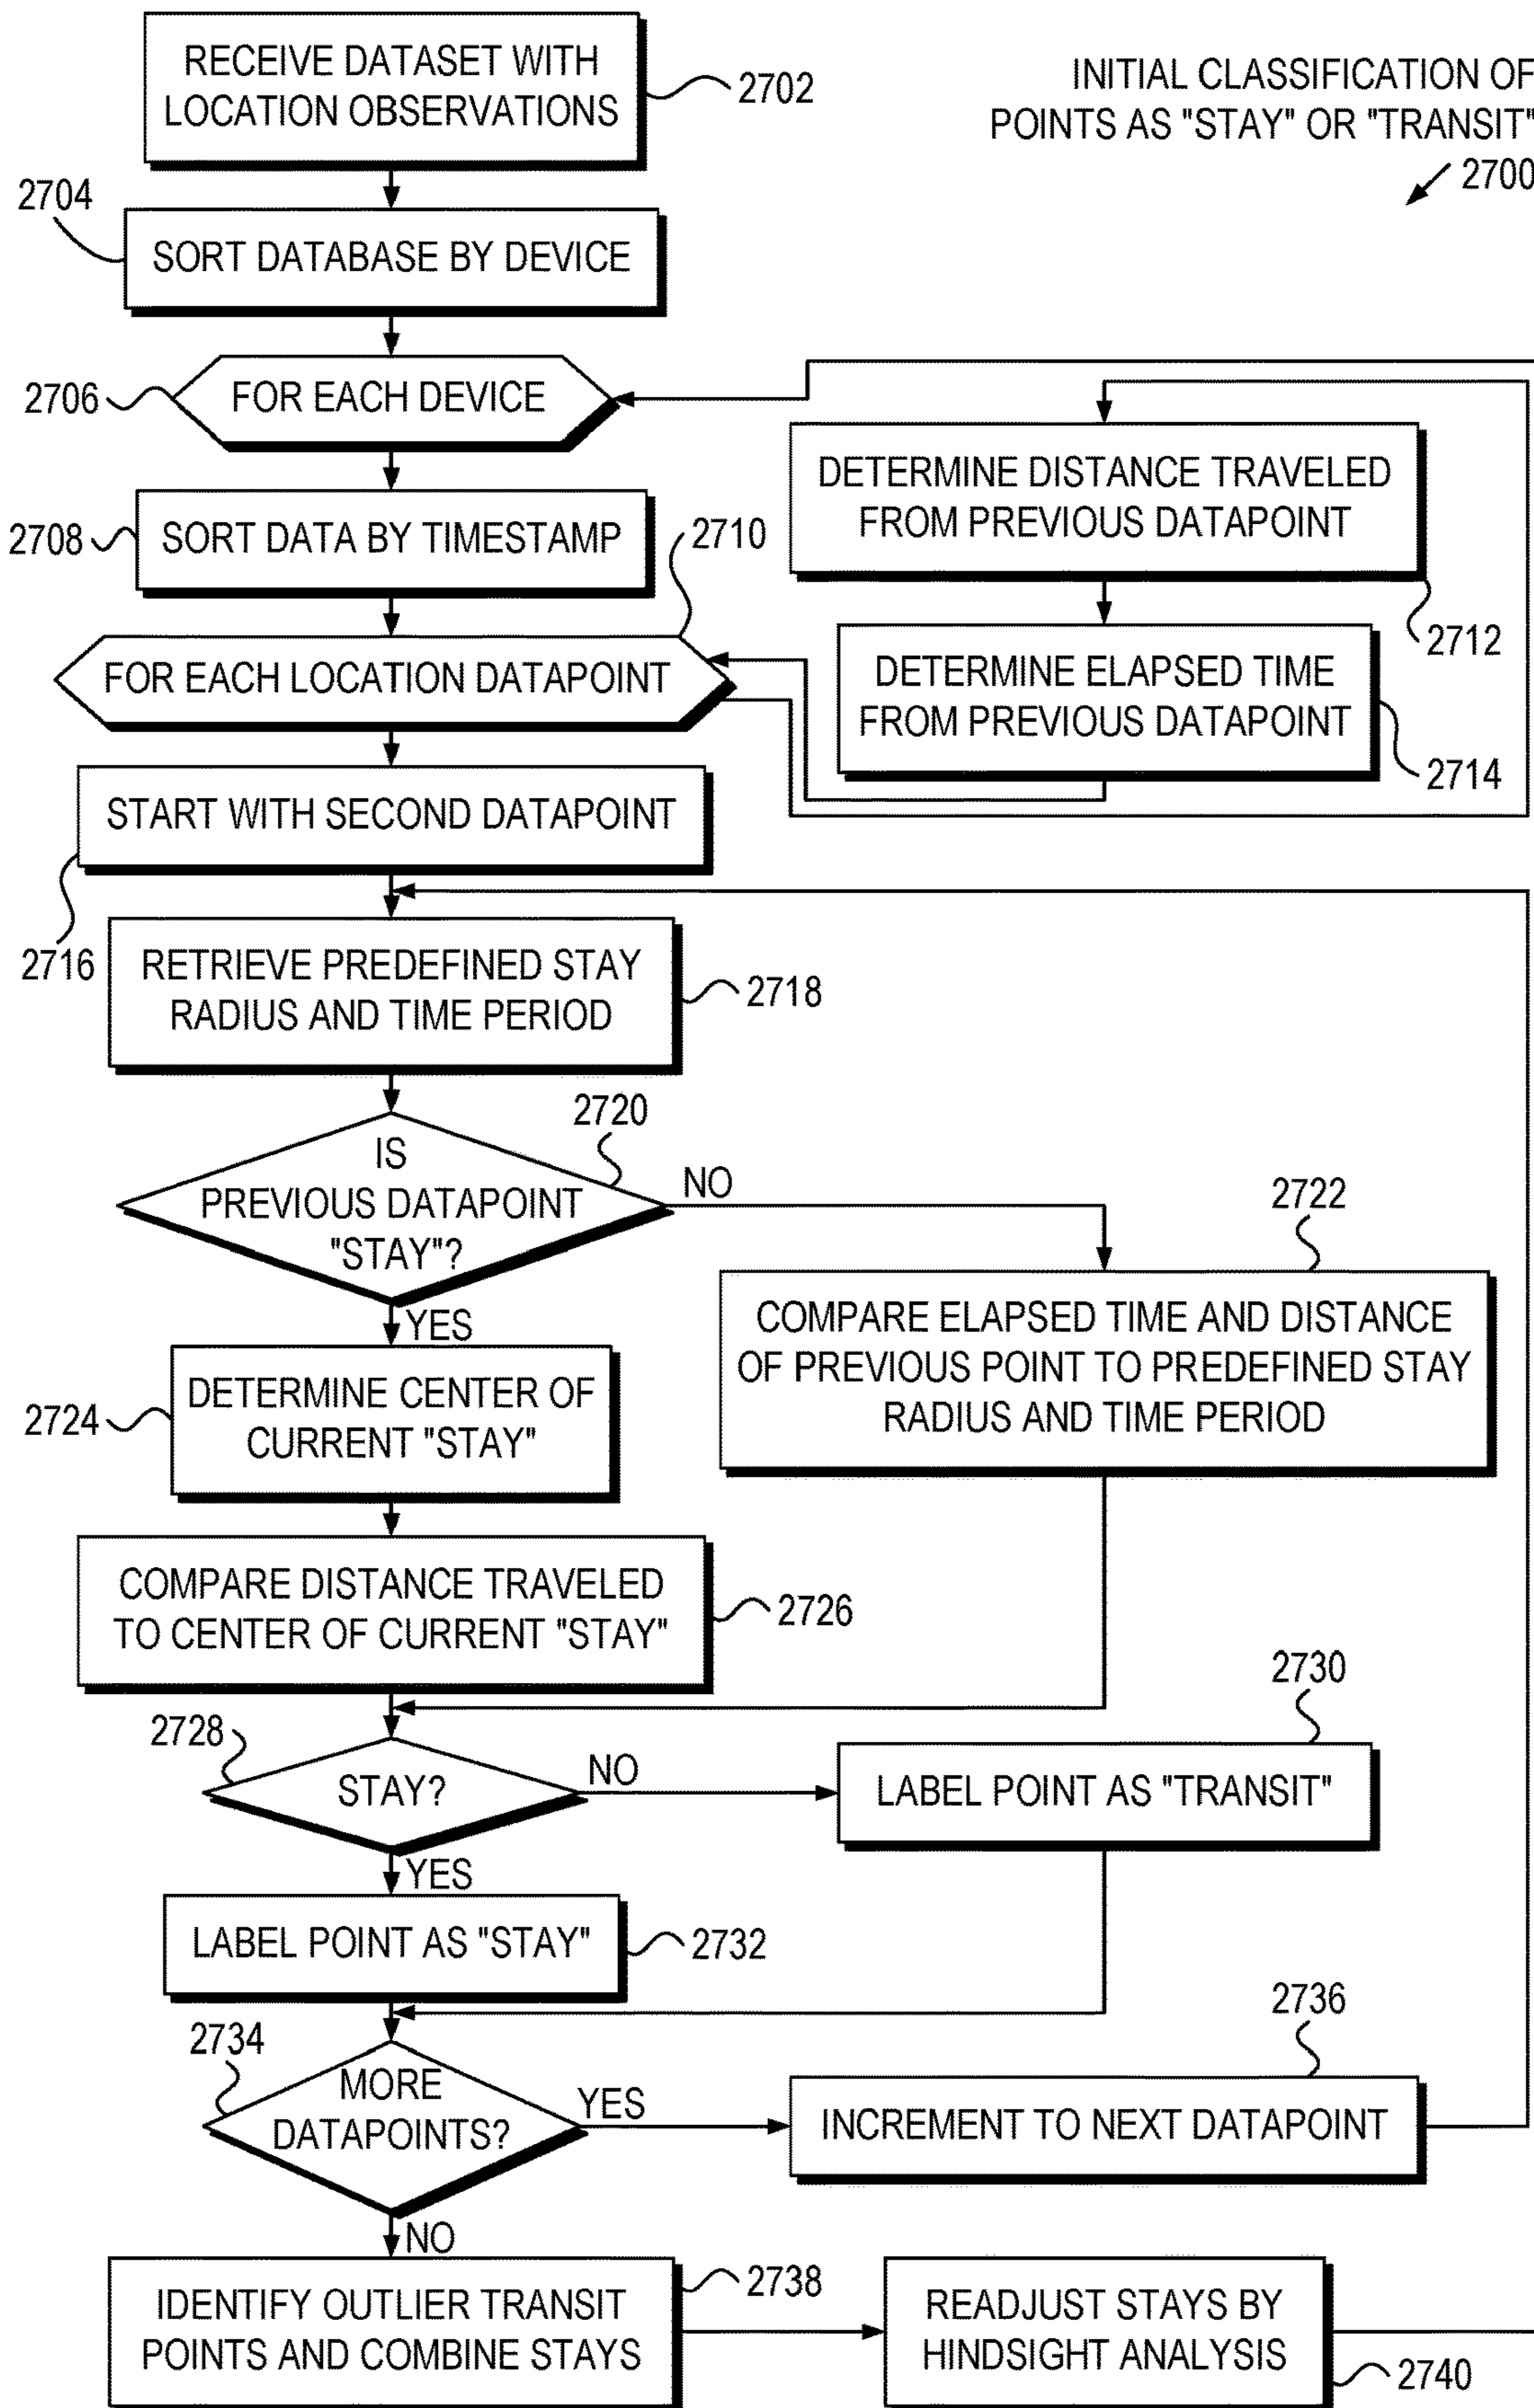 INITIAL CLASSIFICATION OF
POINTS AS "STAY" OR "TRANSIT"
2700
RECEIVE DATASET WITH
LOCATION OBSERVATIONS
2702
2704
SORT DATABASE BY DEVICE
2706
FOR EACH DEVICE
2708
SORT DATA BY TIMESTAMP
2710
FOR EACH LOCATION DATAPOINT
DETERMINE DISTANCE TRAVELED
FROM PREVIOUS DATAPOINT
2712
DETERMINE ELAPSED TIME
FROM PREVIOUS DATAPOINT
2714
START WITH SECOND DATAPOINT
2716
RETRIEVE PREDEFINED STAY
RADIUS AND TIME PERIOD
2718
2720
IS
PREVIOUS DATAPOINT
"STAY"?
NO
YES
2722
COMPARE ELAPSED TIME AND DISTANCE
OF PREVIOUS POINT TO PREDEFINED STAY
RADIUS AND TIME PERIOD
2724
DETERMINE CENTER OF
CURRENT "STAY"
COMPARE DISTANCE TRAVELED
TO CENTER OF CURRENT "STAY"
2726
2728
STAY?
NO
YES
2730
LABEL POINT AS "TRANSIT"
LABEL POINT AS "STAY"
2732
2734
MORE
DATAPOINTS?
YES
NO
2736
INCREMENT TO NEXT DATAPOINT
IDENTIFY OUTLIER TRANSIT
POINTS AND COMBINE STAYS
2738
READJUST STAYS BY
HINDSIGHT ANALYSIS
2740